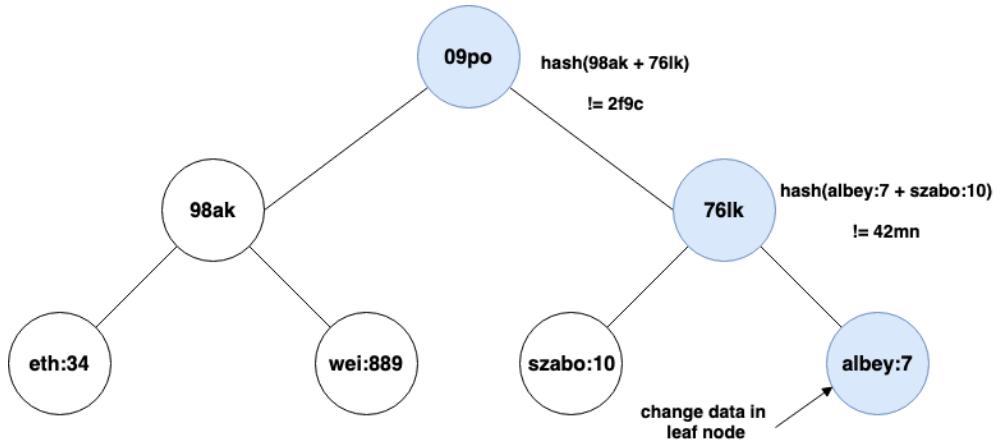 09po
hash(98ak + 76lk)
!= 2f9c
98ak
76lk
hash(albey:7 + szabo:10)
!= 42mn
eth:34
wei:889
szabo:10
albey:7
change data in
leaf node